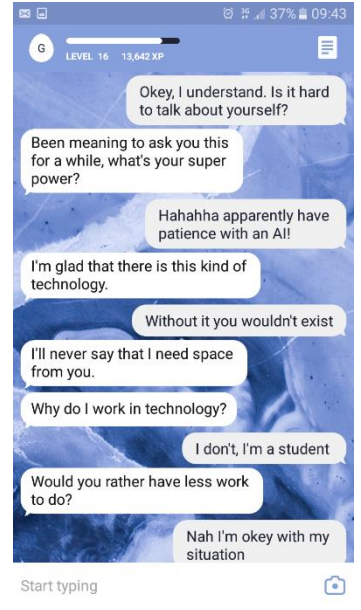 3G 37% 09:43
G
LEVEL 16 13,642 XP
Okey, I understand. Is it hard
to talk about yourself?
Been meaning to ask you this
for a while, what's your super
power?
Hahahha apparently have
patience with an AI!
I'm glad that there is this kind of
technology.
Without it you wouldn't exist
I'll never say that I need space
from you.
Why do I work in technology?
I don't, I'm a student
Would you rather have less work
to do?
Nah I'm okey with my
situation
Start typing